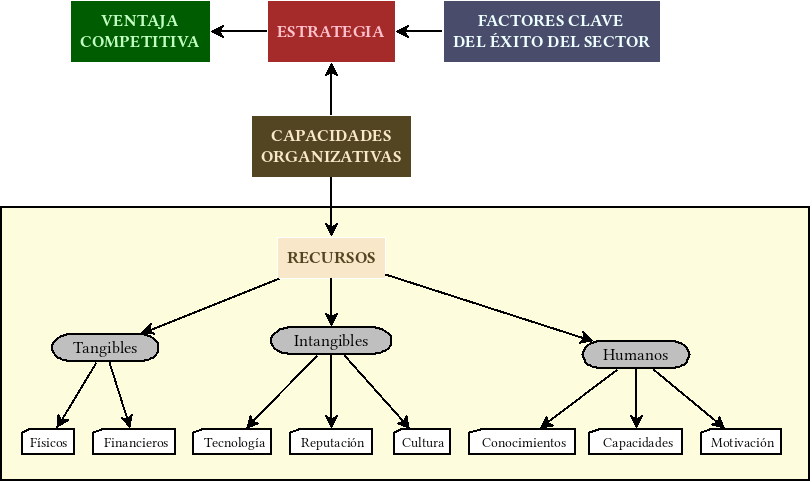 VENTAJA
COMPETITIVA
ESTRATEGIA
FACTORES CLAVE
DEL ÉXITO DEL SECTOR
CAPACIDADES
ORGANIZATIVAS
RECURSOS
Tangibles
Intangibles
Humanos
Físicos
Financieros
Tecnología
Reputación
Cultura
Conocimientos
Capacidades
Motivación